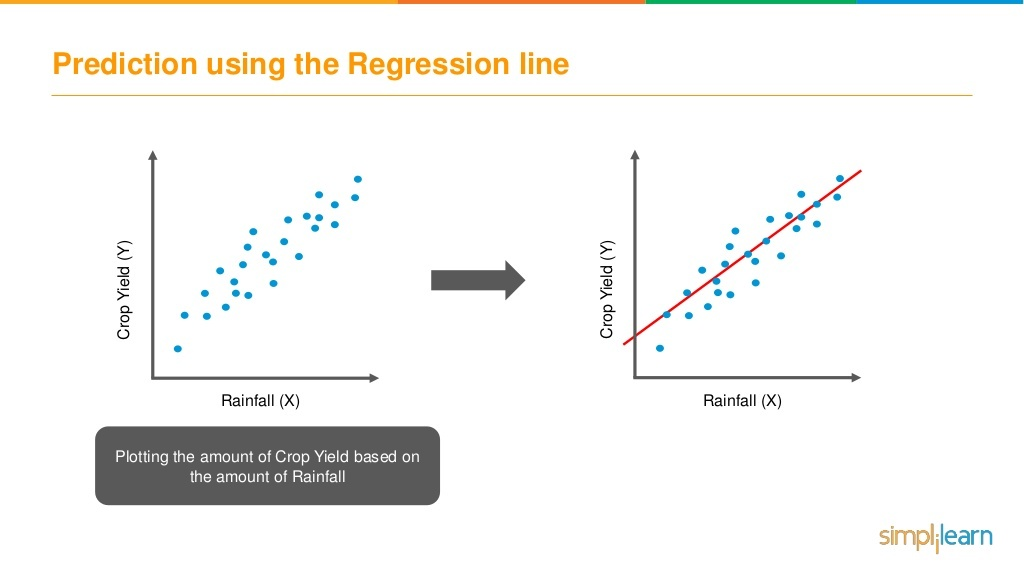 Prediction using the Regression line
Crop Yield (Y)
Rainfall (X)
Crop Yield (Y)
Rainfall (X)
Plotting the amount of Crop Yield based on
the amount of Rainfall
simplilearn